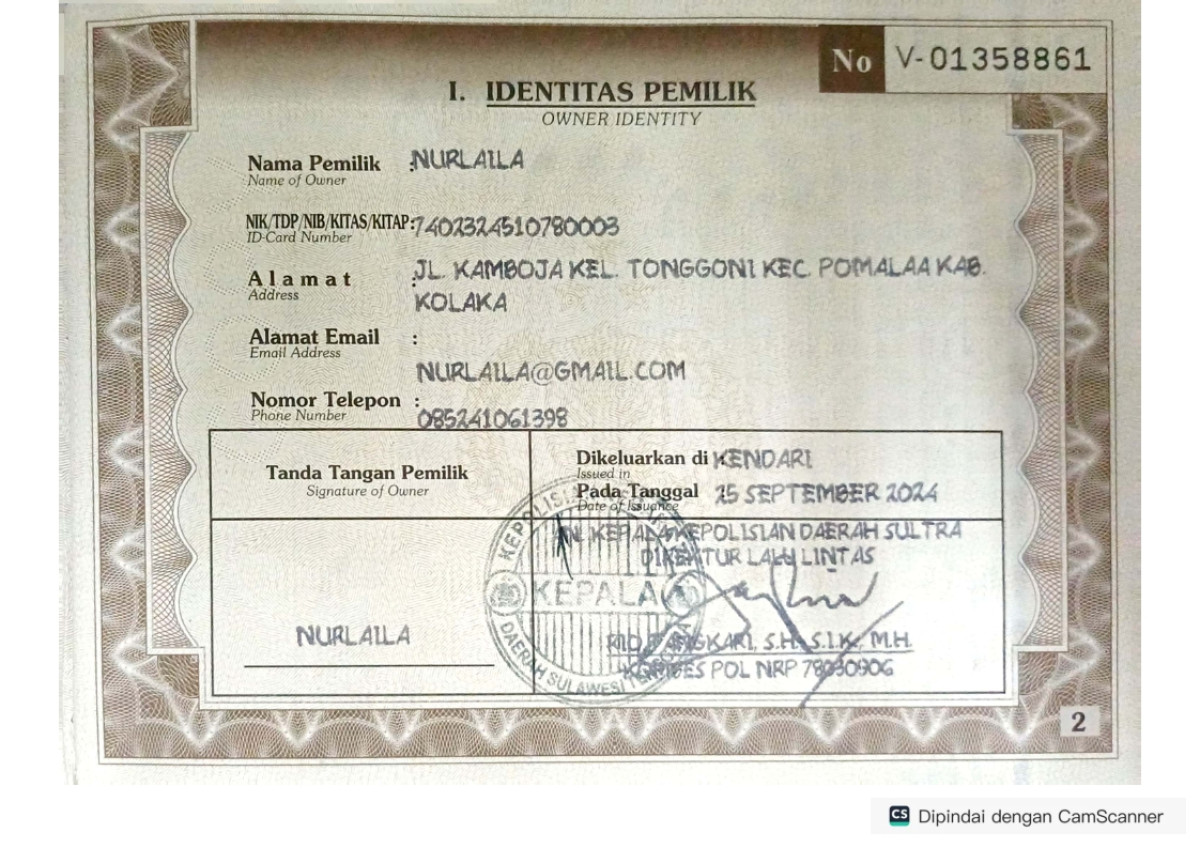 No V-01358861
I. IDENTITAS PEMILIK
OWNER IDENTITY
Nama Pemilik : NURLAILA
Name of Owner
NIK/TDP/NIB/KITAS/KITAP: 7402324510780003
ID-Card Number
Alamat : JL. KAMBOJA KEL. TONGGONI KEC. POMALAA KAB.
Address
KOLAKA
Alamat Email :
Email Address
NURLAILA@GMAIL.COM
Nomor Telepon :
Phone Number
085241061398
Tanda Tangan Pemilik
Signature of Owner
Dikeluarkan di : KENDARI
Issued in
Pada Tanggal : 25 SEPTEMBER 2024
Date of Issuance
AN. KEPALA KEPOLISIAN DAERAH SULTRA
DIREKTUR LALU LINTAS
KEPALA
DAERAH SULAWESI
NURLAILA
S.H., S.I.K., M.H.
KOMBES POL NRP
2
CS Dipindai dengan CamScanner